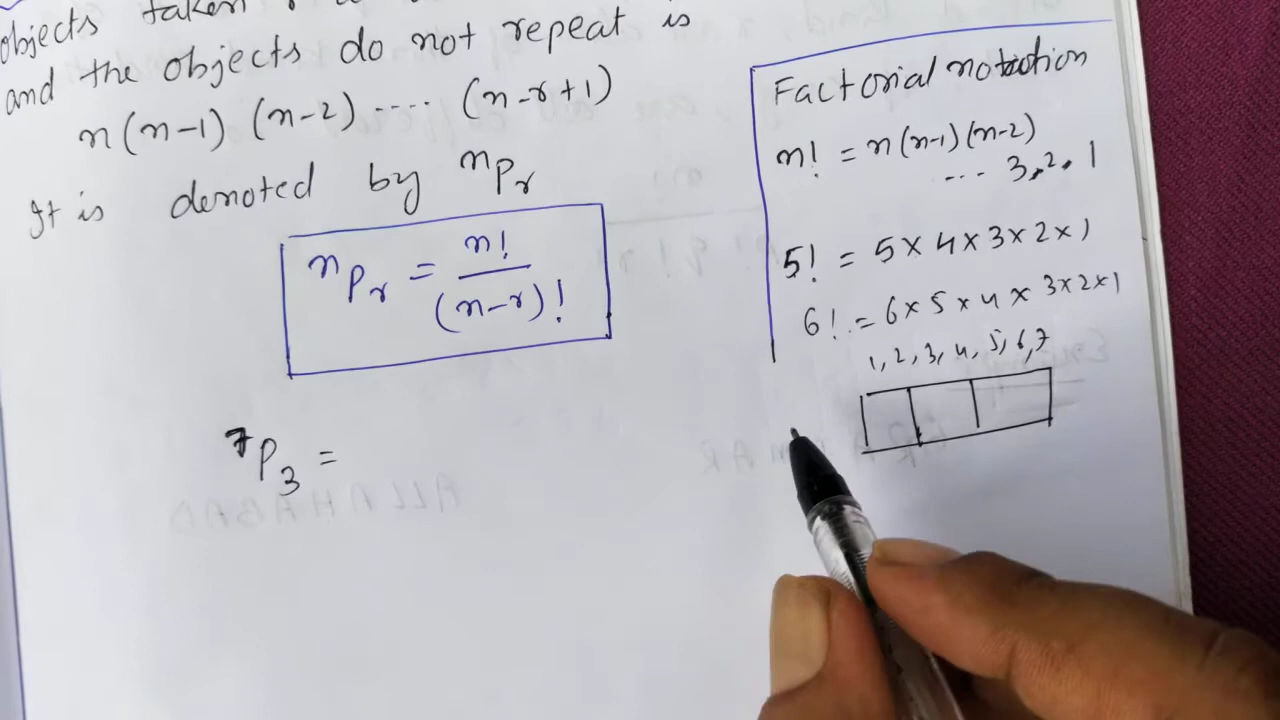 objects taken
and the objects do not repeat is
n(n-1) (n-2) .... (n-r+1)
It is denoted by nPr
nPr = n! / (n-r)!
7P3 =
Factorial notation
n! = n(n-1)(n-2)
... 3.2.1
5! = 5×4×3×2×1
6! = 6×5×4×3×2×1
1,2,3,4,5,6,7